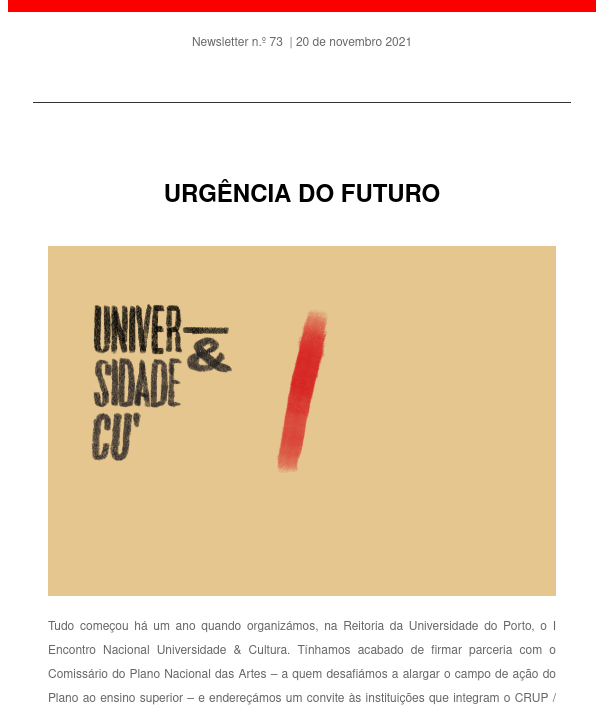 Newsletter n.º 73 | 20 de novembro 2021
URGÊNCIA DO FUTURO
UNIVER-
&
SIDADE
CU'
Tudo começou há um ano quando organizámos, na Reitoria da Universidade do Porto, o I
Encontro Nacional Universidade & Cultura. Tínhamos acabado de firmar parceria com o
Comissário do Plano Nacional das Artes – a quem desafiámos a alargar o campo de ação do
Plano ao ensino superior – e endereçámos um convite às instituições que integram o CRUP /